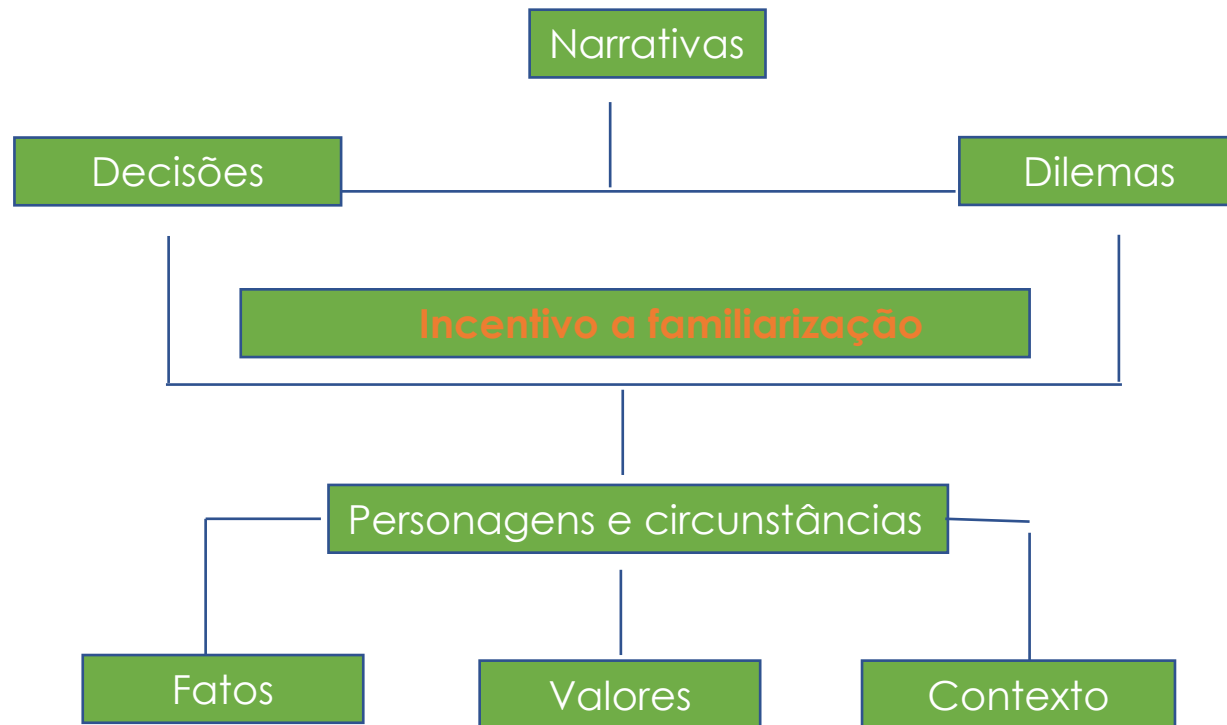 Narrativas
Decisões
Dilemas
Incentivo a familiarização
Personagens e circunstâncias
Fatos
Valores
Contexto